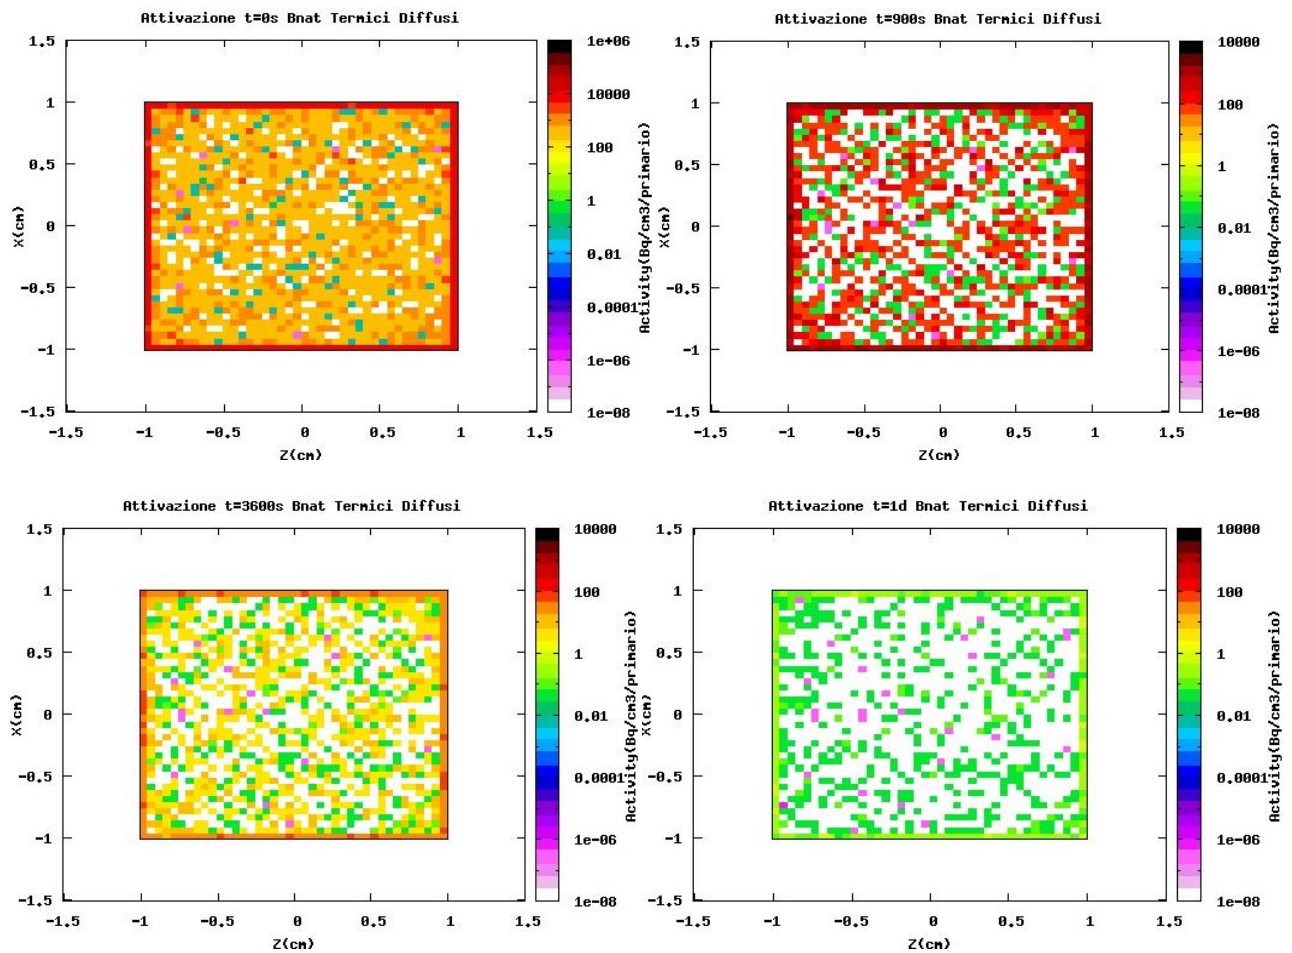 Attivazione t=0s Bnat Termici Diffusi
1.5
1
0.5
0
-0.5
-1
-1.5
X(cm)
-1.5 -1 -0.5 0 0.5 1 1.5
Z(cm)
1e+06
10000
100
1
0.01
0.0001
1e-06
1e-08
Activity(Bq/cm3/primario)
Attivazione t=900s Bnat Termici Diffusi
1.5
1
0.5
0
-0.5
-1
-1.5
X(cm)
-1.5 -1 -0.5 0 0.5 1 1.5
Z(cm)
10000
100
1
0.01
0.0001
1e-06
1e-08
Activity(Bq/cm3/primario)
Attivazione t=3600s Bnat Termici Diffusi
1.5
1
0.5
0
-0.5
-1
-1.5
X(cm)
-1.5 -1 -0.5 0 0.5 1 1.5
Z(cm)
10000
100
1
0.01
0.0001
1e-06
1e-08
Activity(Bq/cm3/primario)
Attivazione t=1d Bnat Termici Diffusi
1.5
1
0.5
0
-0.5
-1
-1.5
X(cm)
-1.5 -1 -0.5 0 0.5 1 1.5
Z(cm)
10000
100
1
0.01
0.0001
1e-06
1e-08
Activity(Bq/cm3/primario)